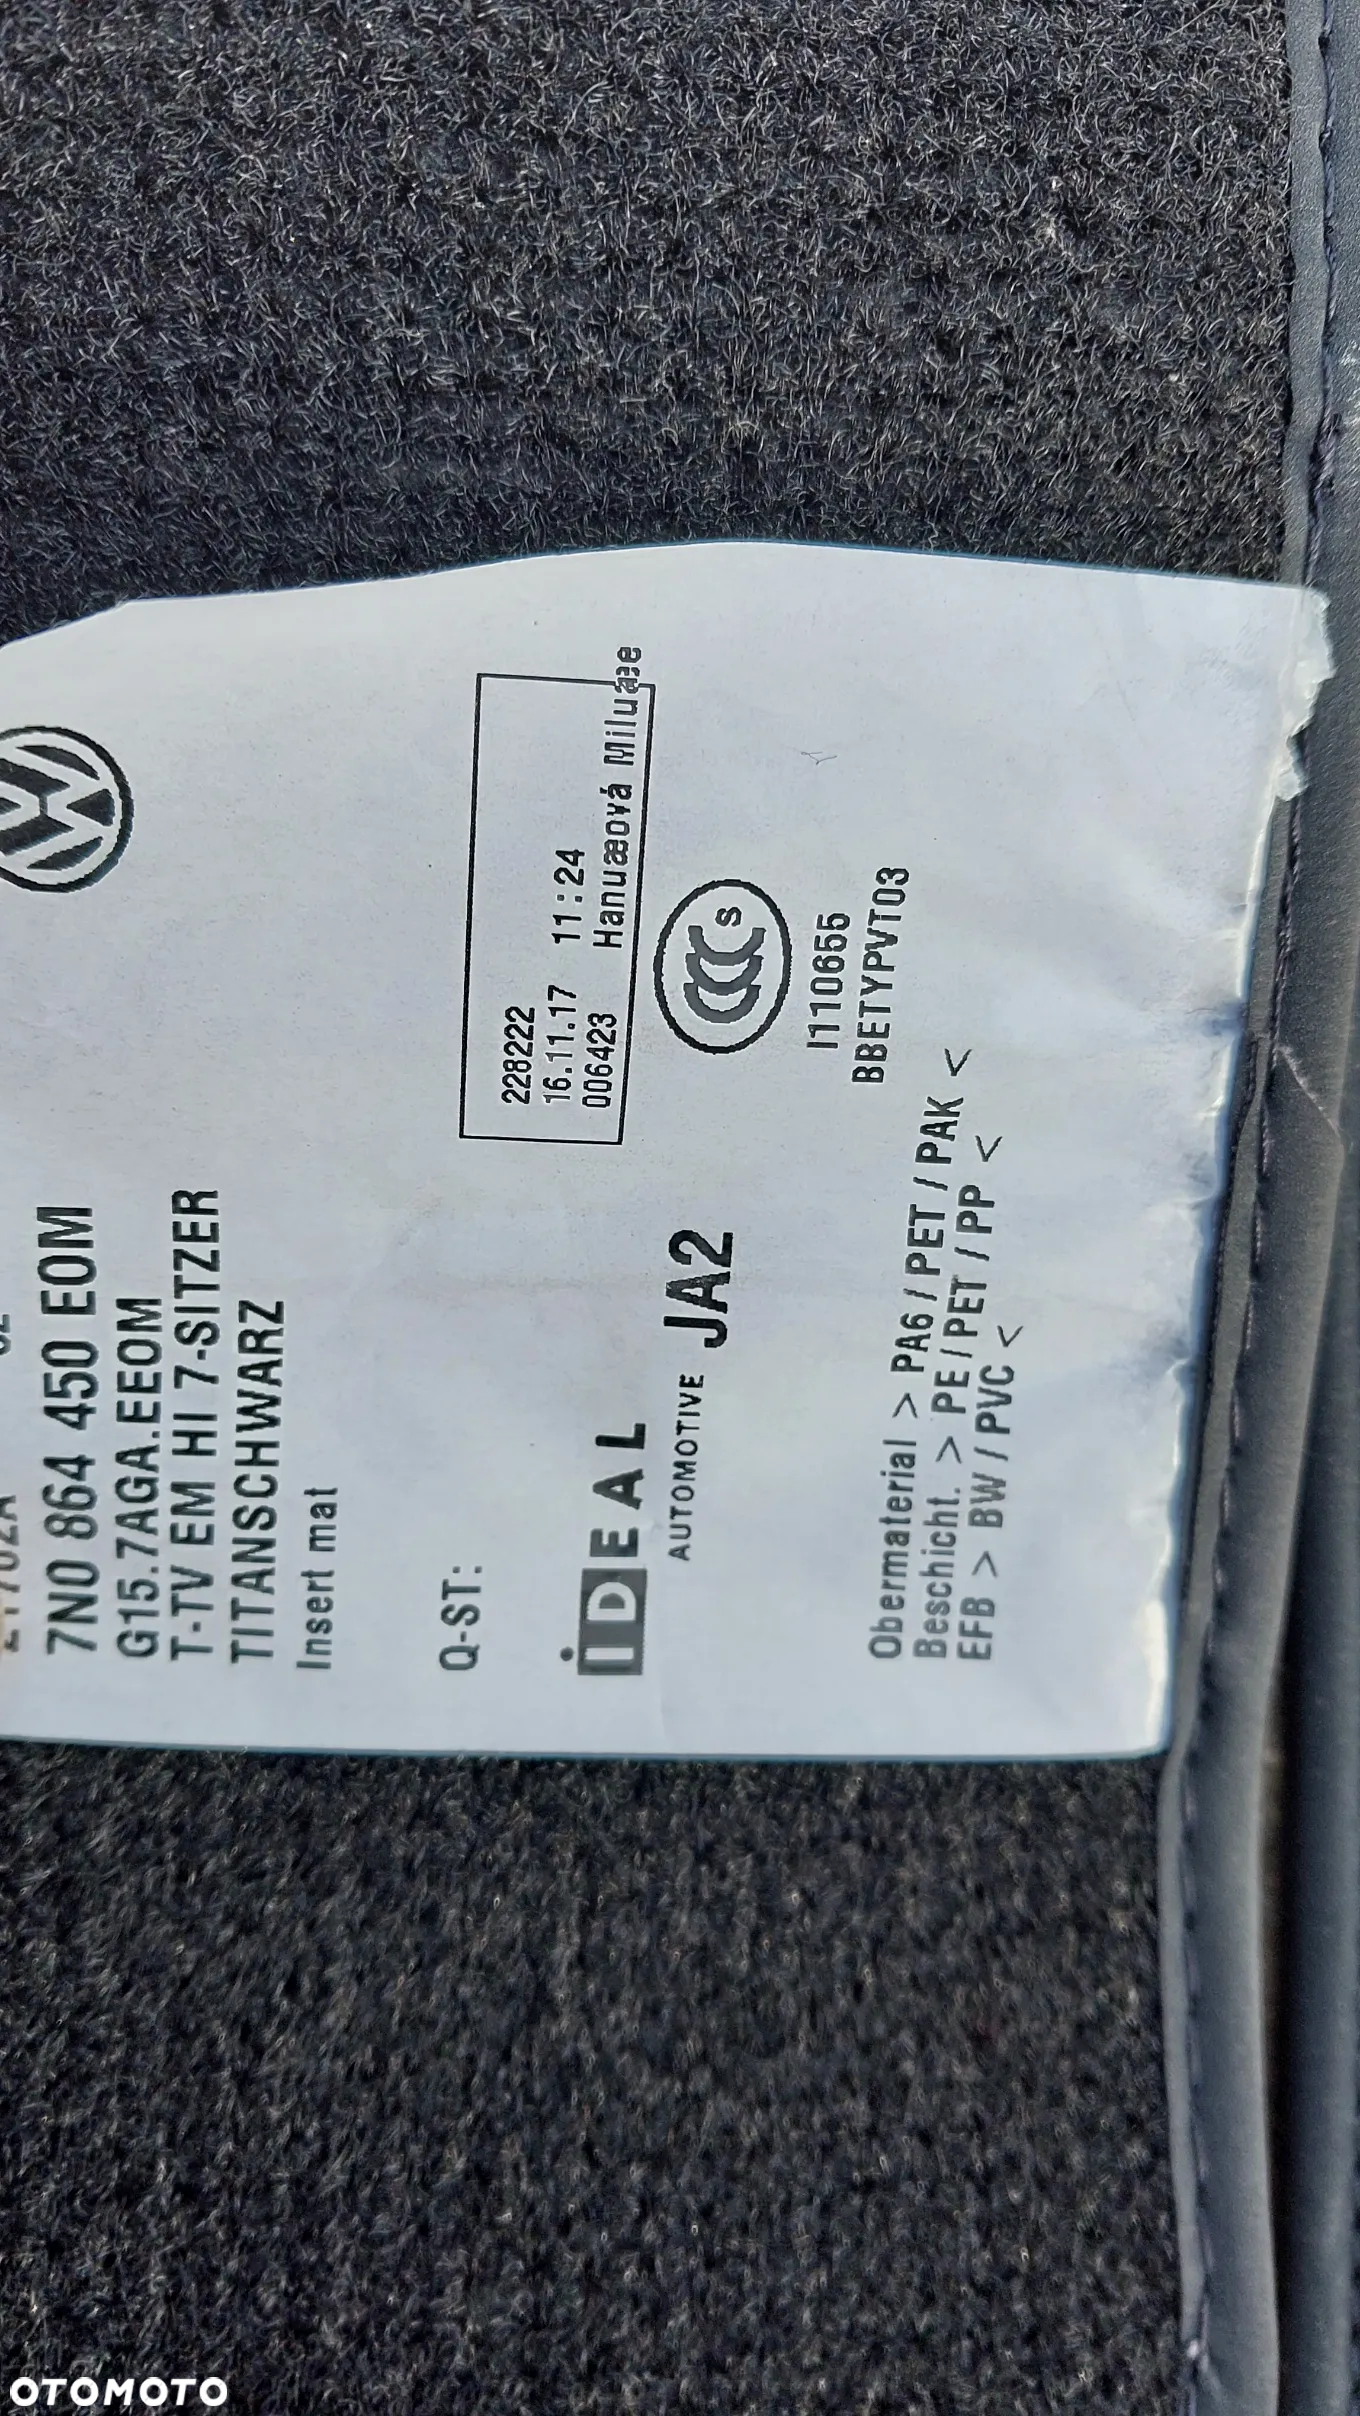 7N0 864 450 EOM
G15.7AGA.EEOM
T-TV EM HI 7-SITZER
TITANSCHWARZ
Insert mat
Q-ST:
228222
16.11.17 11:24
006423 Hanuæová
iDEAL
AUTOMOTIVE JA2
CCC S
I110655
BBETYPVT03
Obermaterial > PA6 / PET / PAK <
Beschicht. > PE / PET / PP <
EFB > BW / PVC <
OTOMOTO